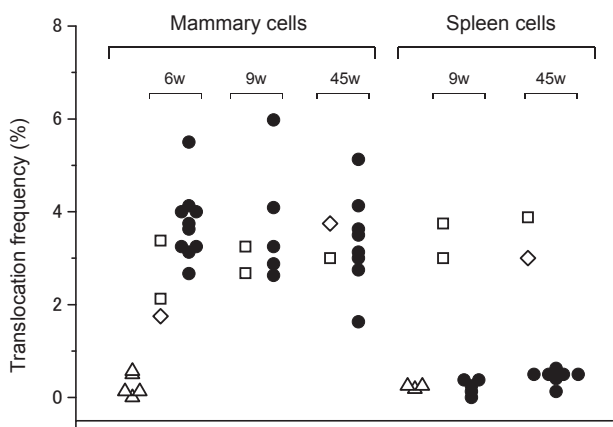 Mammary cells Spleen cells
6w 9w 45w 9w 45w
Translocation frequency (%)
8
6
4
2
0